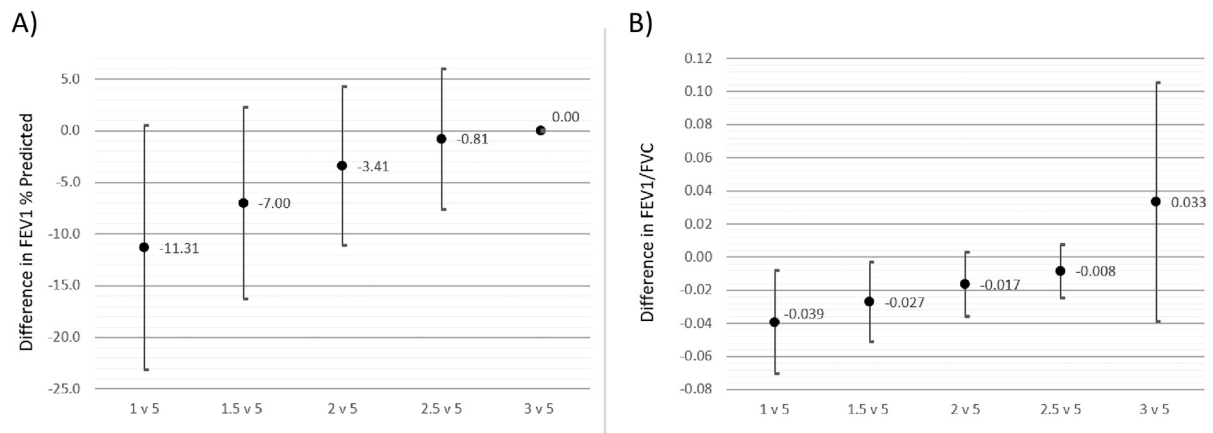 A)
Difference in FEV1 % Predicted
5.0
0.0
-5.0
-10.0
-15.0
-20.0
-25.0
-11.31
-7.00
-3.41
-0.81
0.00
1 v 5
1.5 v 5
2 v 5
2.5 v 5
3 v 5
B)
Difference in FEV1/FVC
0.12
0.10
0.08
0.06
0.04
0.02
0.00
-0.02
-0.04
-0.06
-0.08
-0.039
-0.027
-0.017
-0.008
0.033
1 v 5
1.5 v 5
2 v 5
2.5 v 5
3 v 5